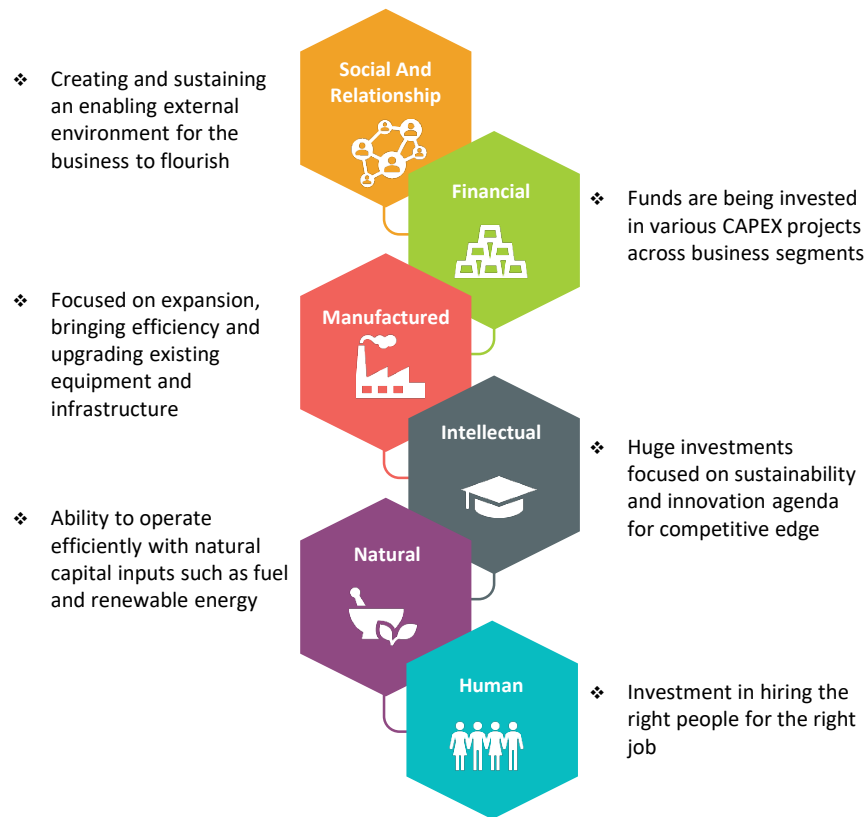 Social And
Relationship
❖ Creating and sustaining
an enabling external
environment for the
business to flourish
Financial
❖ Funds are being invested
in various CAPEX projects
across business segments
Manufactured
❖ Focused on expansion,
bringing efficiency and
upgrading existing
equipment and
infrastructure
Intellectual
❖ Huge investments
focused on sustainability
and innovation agenda
for competitive edge
Natural
❖ Ability to operate
efficiently with natural
capital inputs such as fuel
and renewable energy
Human
❖ Investment in hiring the
right people for the right
job